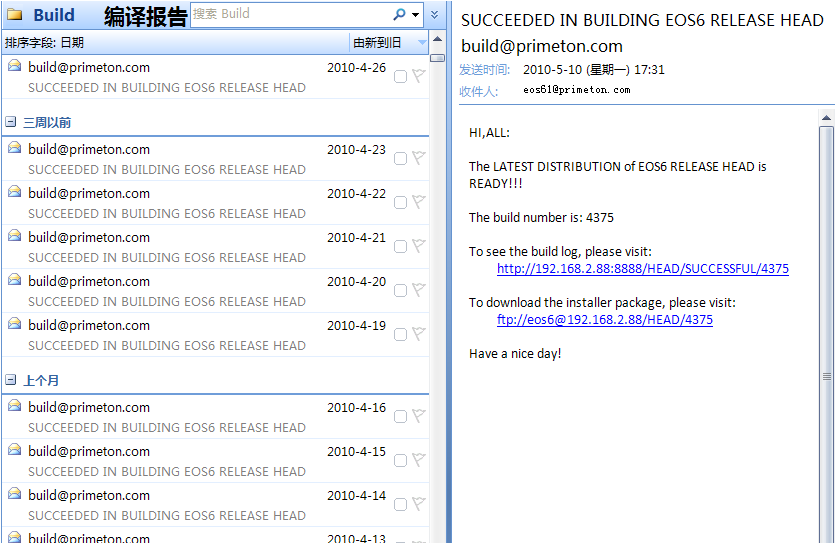 Build 编译报告 搜索 Build
排序字段: 日期 由新到旧
build@primeton.com 2010-4-26
SUCCEEDED IN BUILDING EOS6 RELEASE HEAD
三周以前
build@primeton.com 2010-4-23
SUCCEEDED IN BUILDING EOS6 RELEASE HEAD
build@primeton.com 2010-4-22
SUCCEEDED IN BUILDING EOS6 RELEASE HEAD
build@primeton.com 2010-4-21
SUCCEEDED IN BUILDING EOS6 RELEASE HEAD
build@primeton.com 2010-4-20
SUCCEEDED IN BUILDING EOS6 RELEASE HEAD
build@primeton.com 2010-4-19
SUCCEEDED IN BUILDING EOS6 RELEASE HEAD
上个月
build@primeton.com 2010-4-16
SUCCEEDED IN BUILDING EOS6 RELEASE HEAD
build@primeton.com 2010-4-15
SUCCEEDED IN BUILDING EOS6 RELEASE HEAD
build@primeton.com 2010-4-14
SUCCEEDED IN BUILDING EOS6 RELEASE HEAD
build@primeton.com 2010-4-13
SUCCEEDED IN BUILDING EOS6 RELEASE HEAD
build@primeton.com
发送时间: 2010-5-10 (星期一) 17:31
收件人: eos61@primeton.com
HI,ALL:
The LATEST DISTRIBUTION of EOS6 RELEASE HEAD is
READY!!!
The build number is: 4375
To see the build log, please visit:
http://192.168.2.88:8888/HEAD/SUCCESSFUL/4375
To download the installer package, please visit:
ftp://eos6@192.168.2.88/HEAD/4375
Have a nice day!